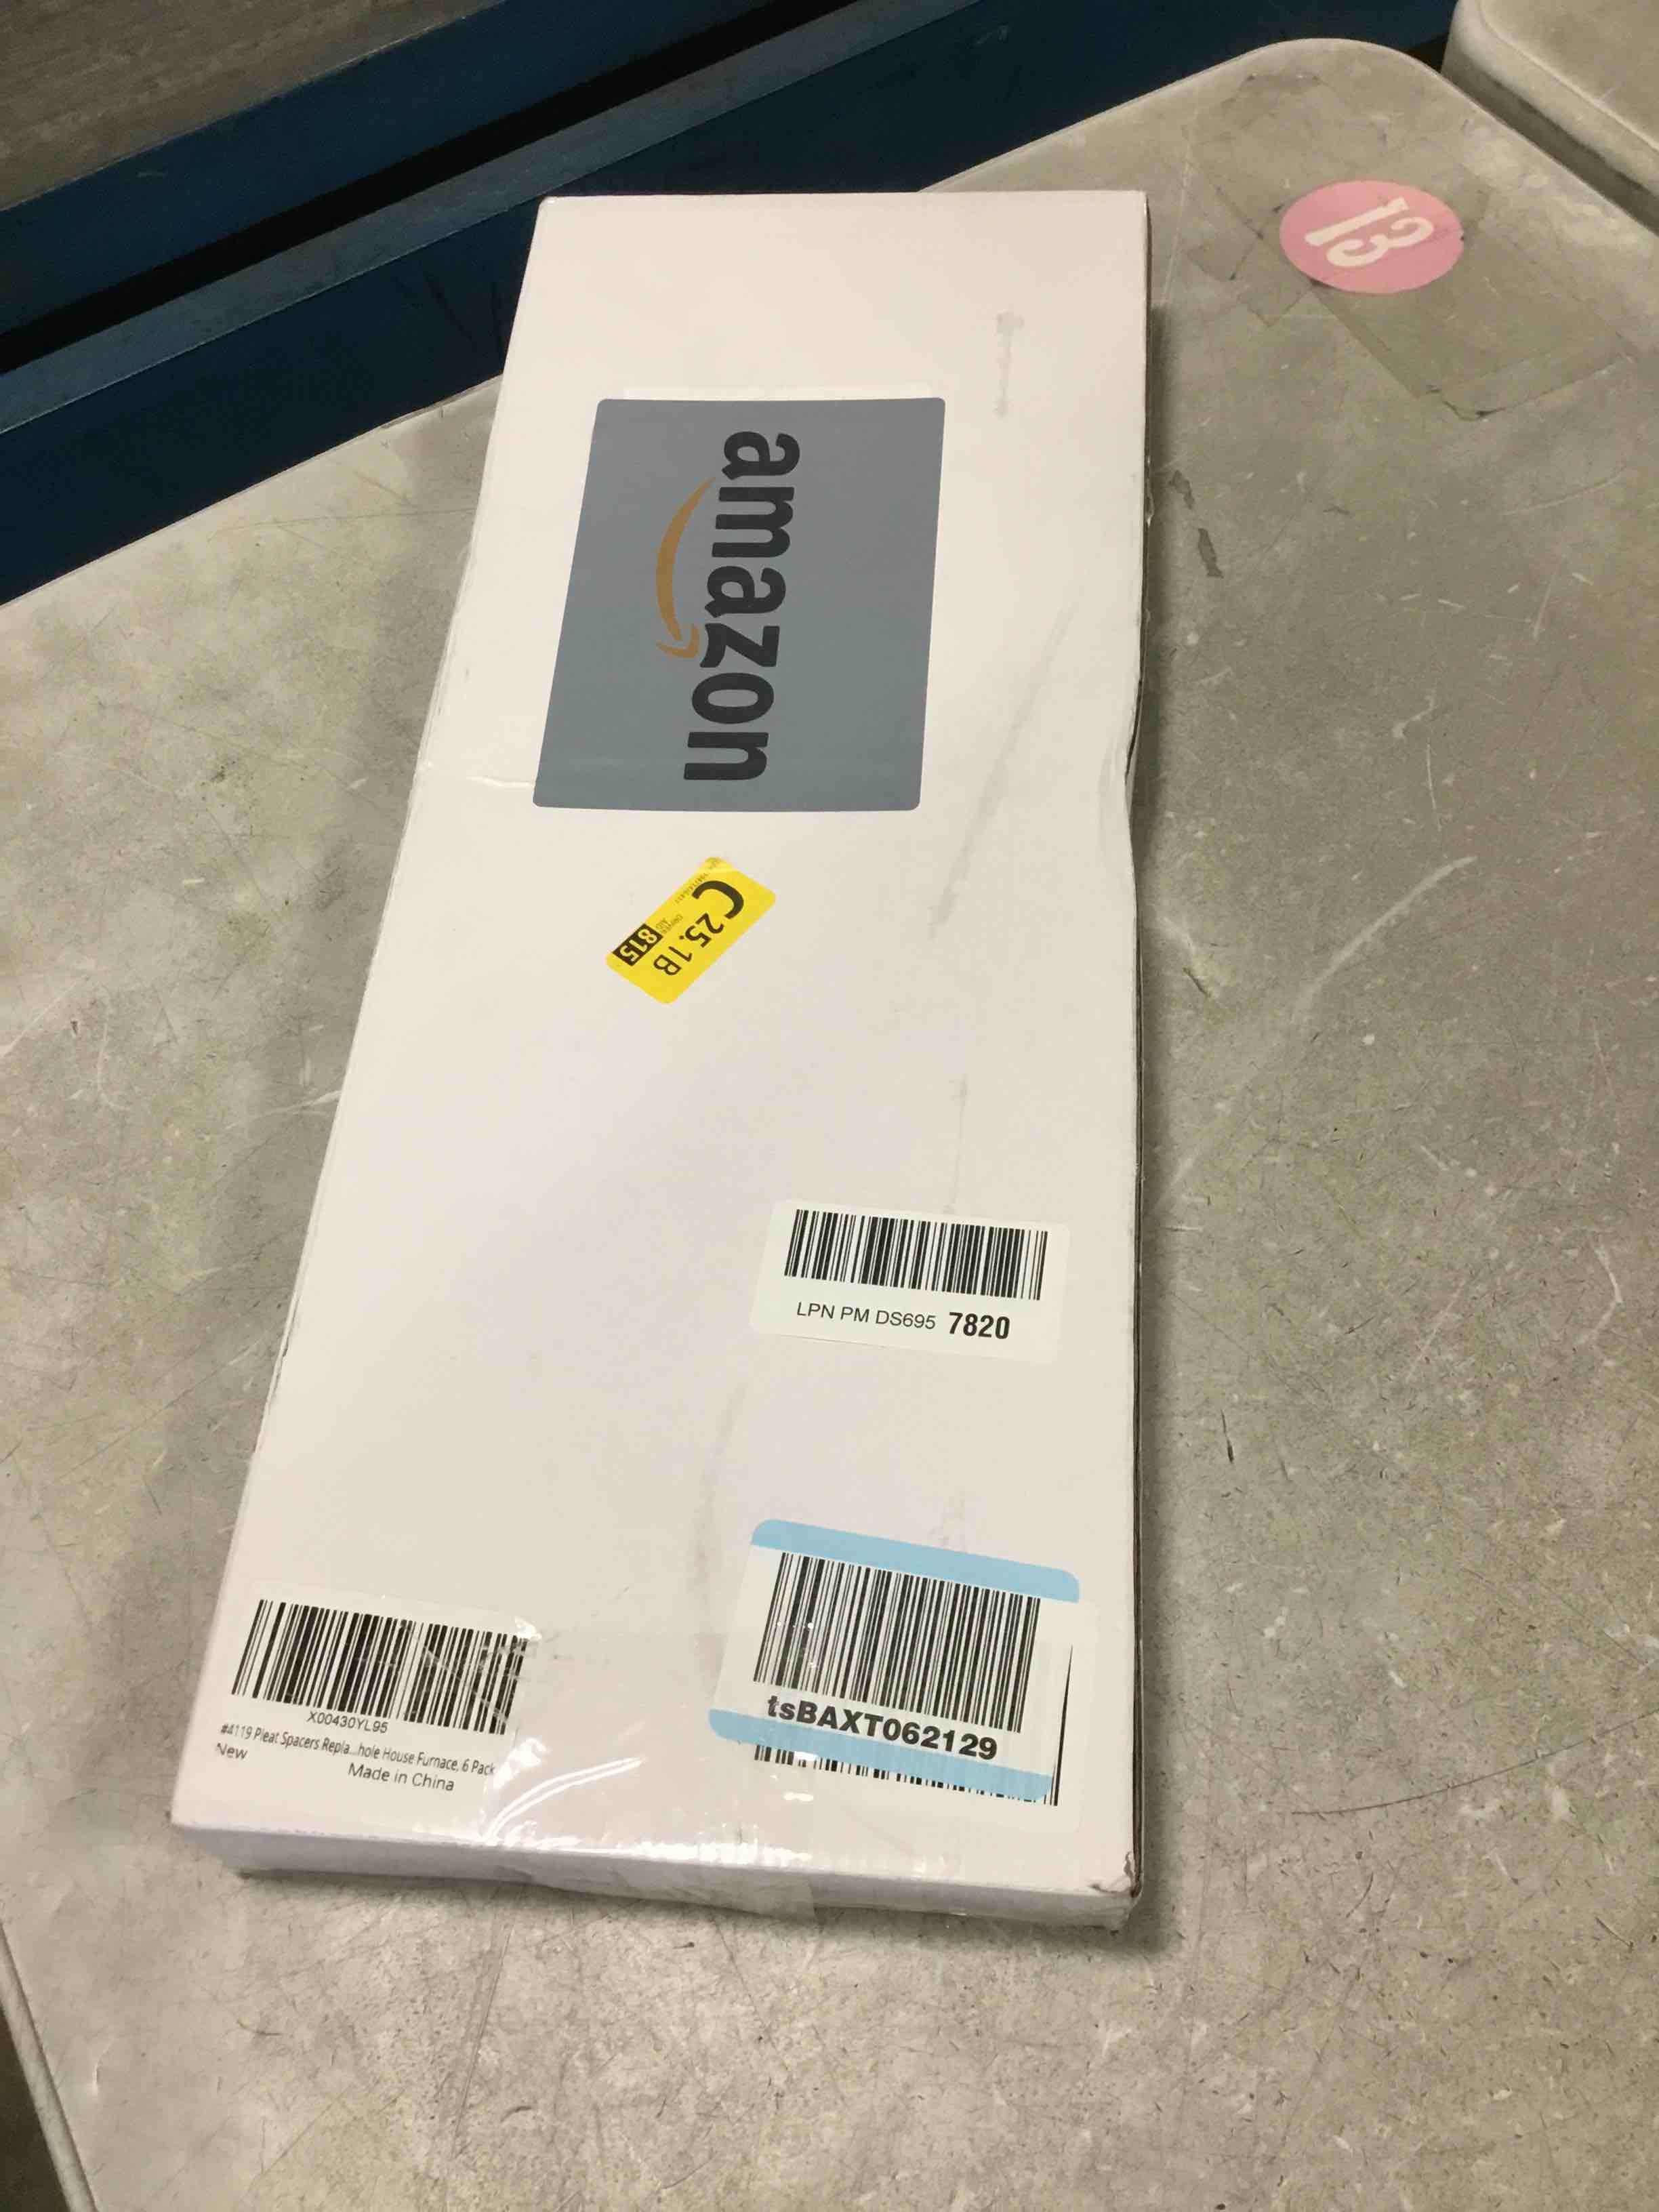 13
amazon
C
25.1B
815
LPN PM DS695 7820
tsBAXT062129
X00430YL95
#4119 Pleat Spacers Repla...hole House Furnace, 6 Pack
New
Made in China